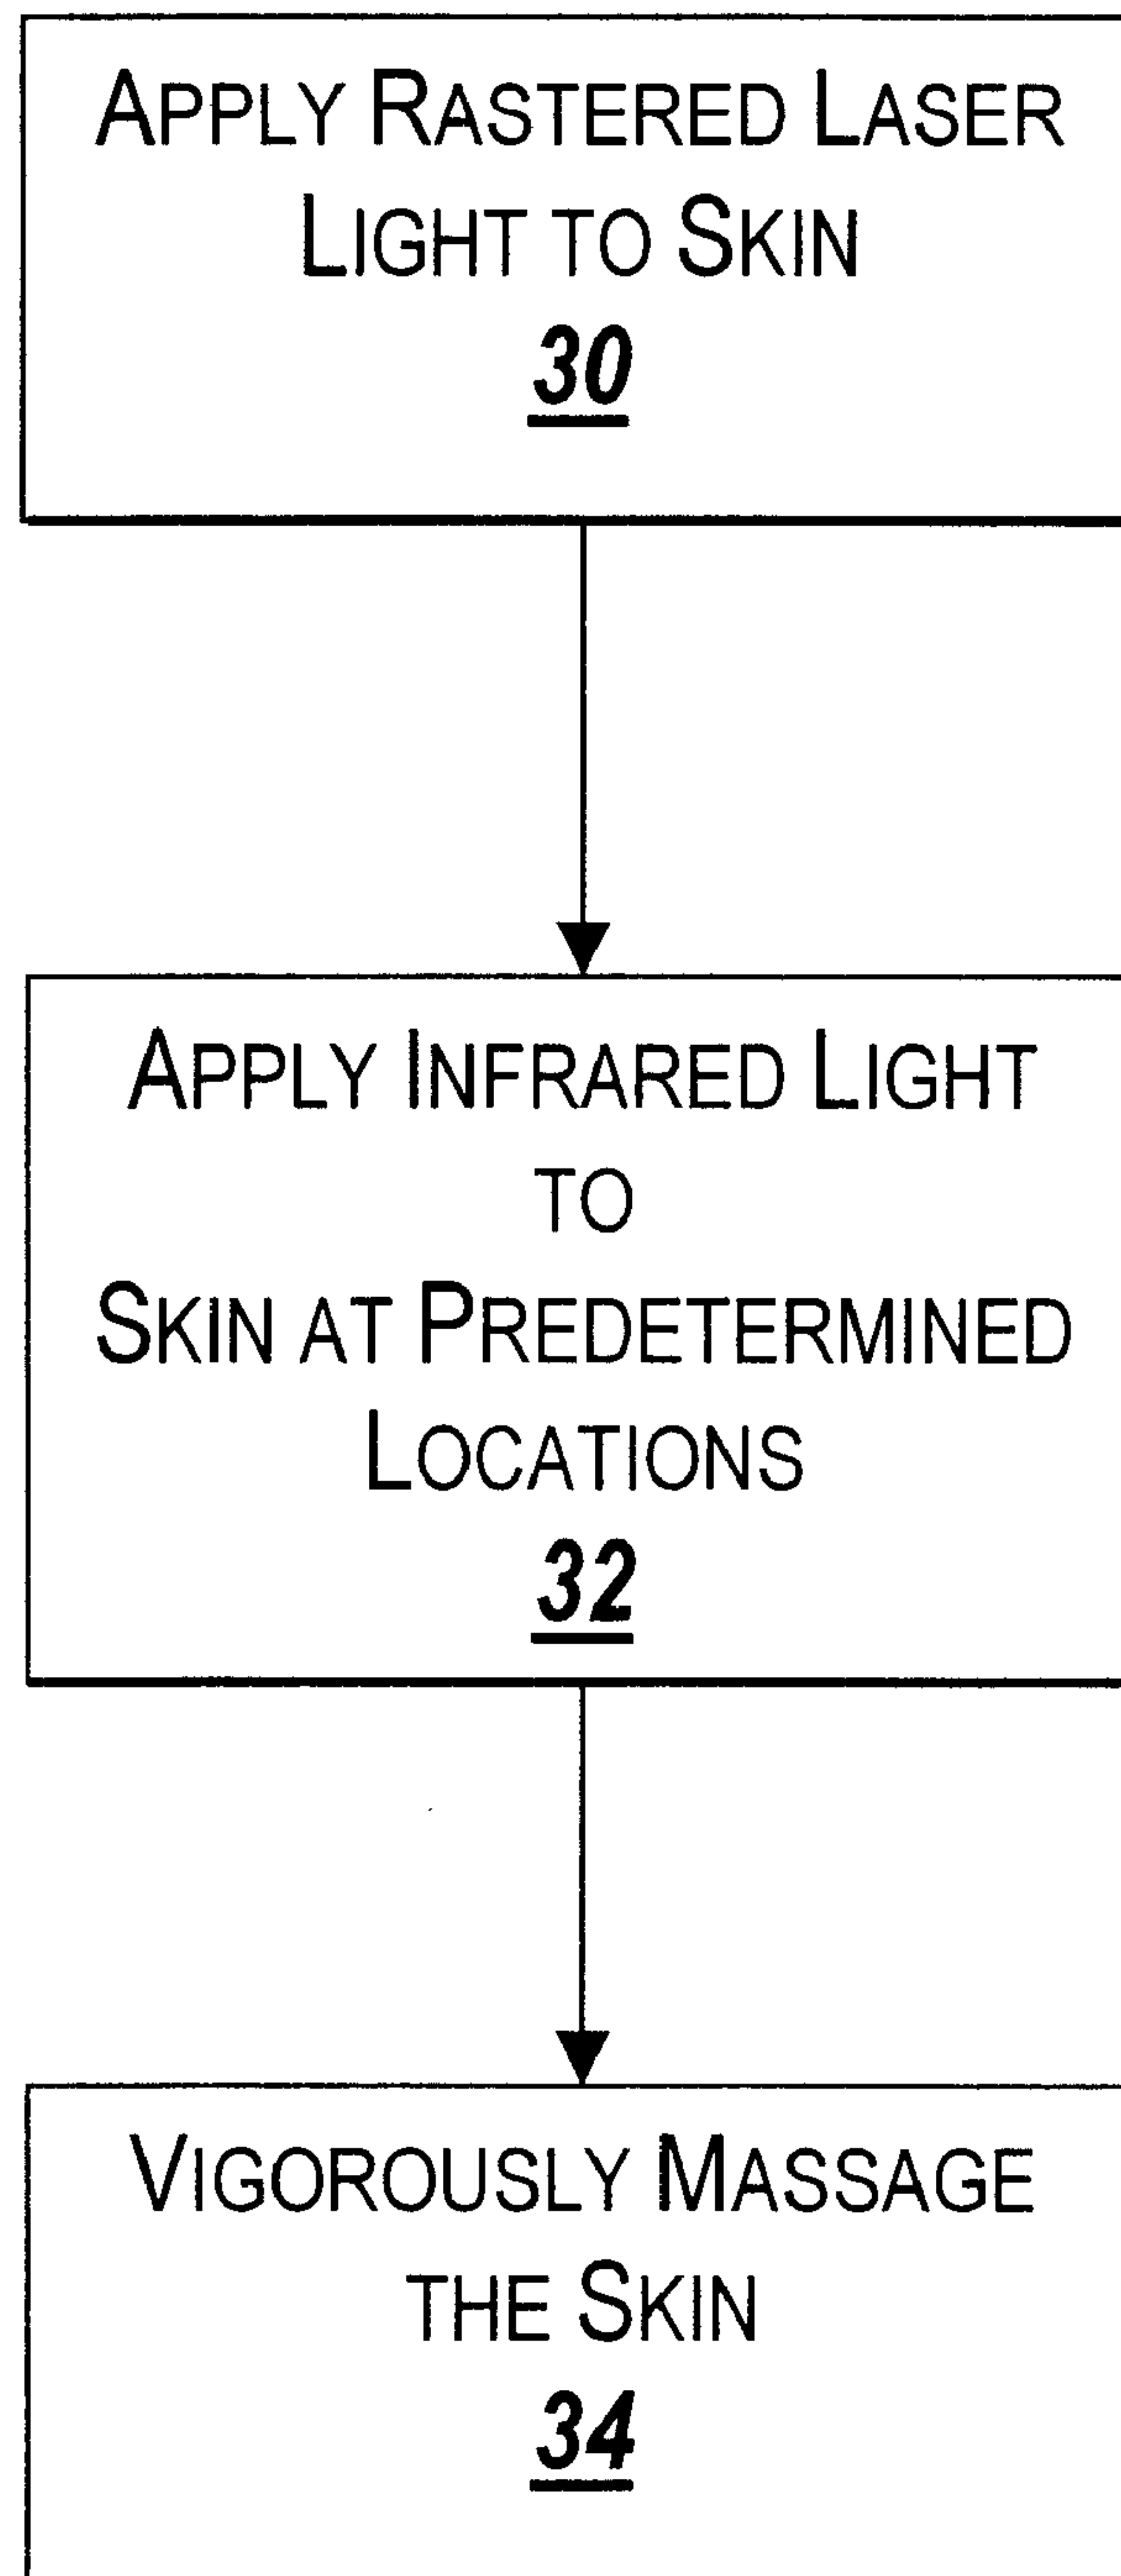 APPLY RASTERED LASER
LIGHT TO SKIN
30
APPLY INFRARED LIGHT
TO
SKIN AT PREDETERMINED
LOCATIONS
32
VIGOROUSLY MASSAGE
THE SKIN
34